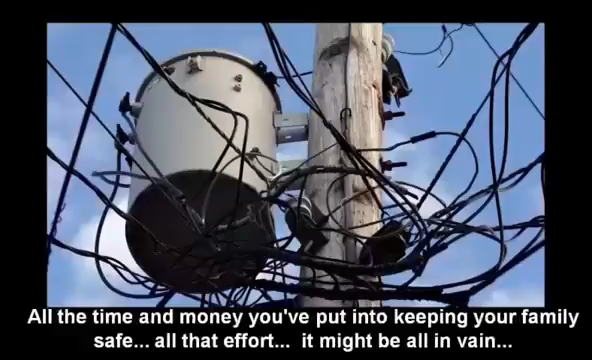 All the time and money you've put into keeping your family
safe... all that effort...  it might be all in vain...